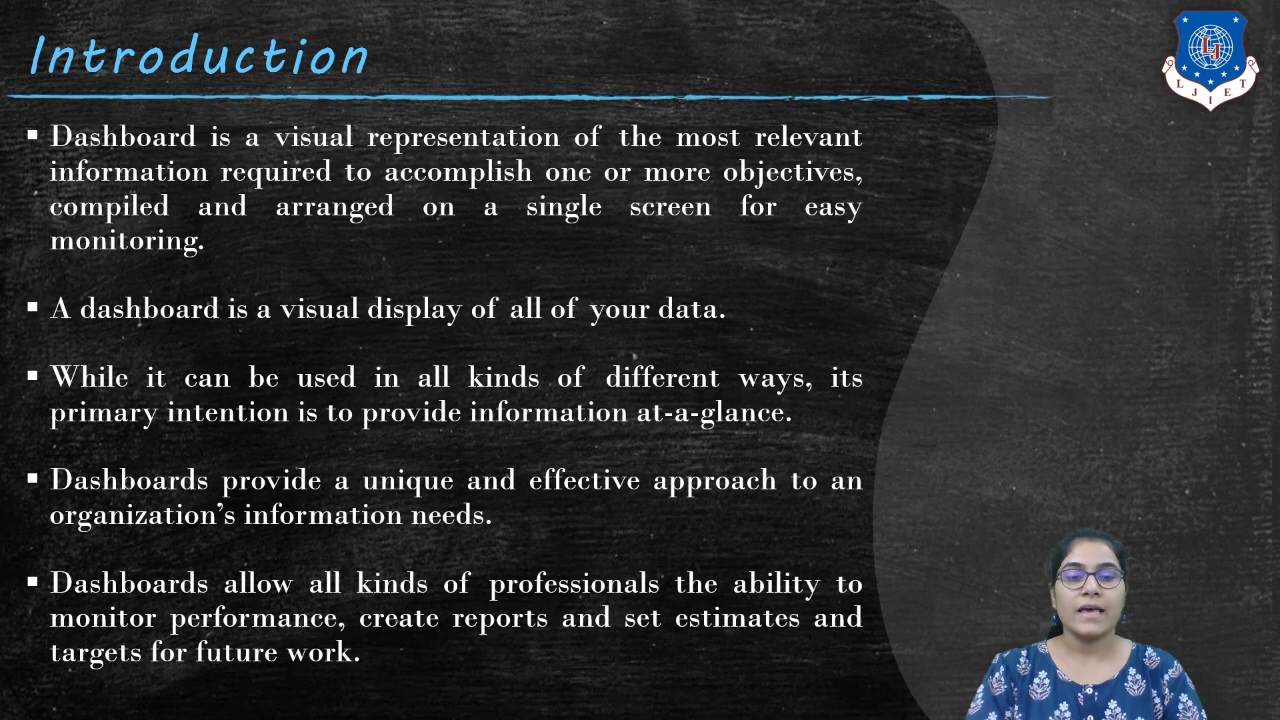 Introduction
▪ Dashboard is a visual representation of the most relevant
information required to accomplish one or more objectives,
compiled and arranged on a single screen for easy
monitoring.
▪ A dashboard is a visual display of all of your data.
▪ While it can be used in all kinds of different ways, its
primary intention is to provide information at-a-glance.
▪ Dashboards provide a unique and effective approach to an
organization’s information needs.
▪ Dashboards allow all kinds of professionals the ability to
monitor performance, create reports and set estimates and
targets for future work.
LJ
L J I E T